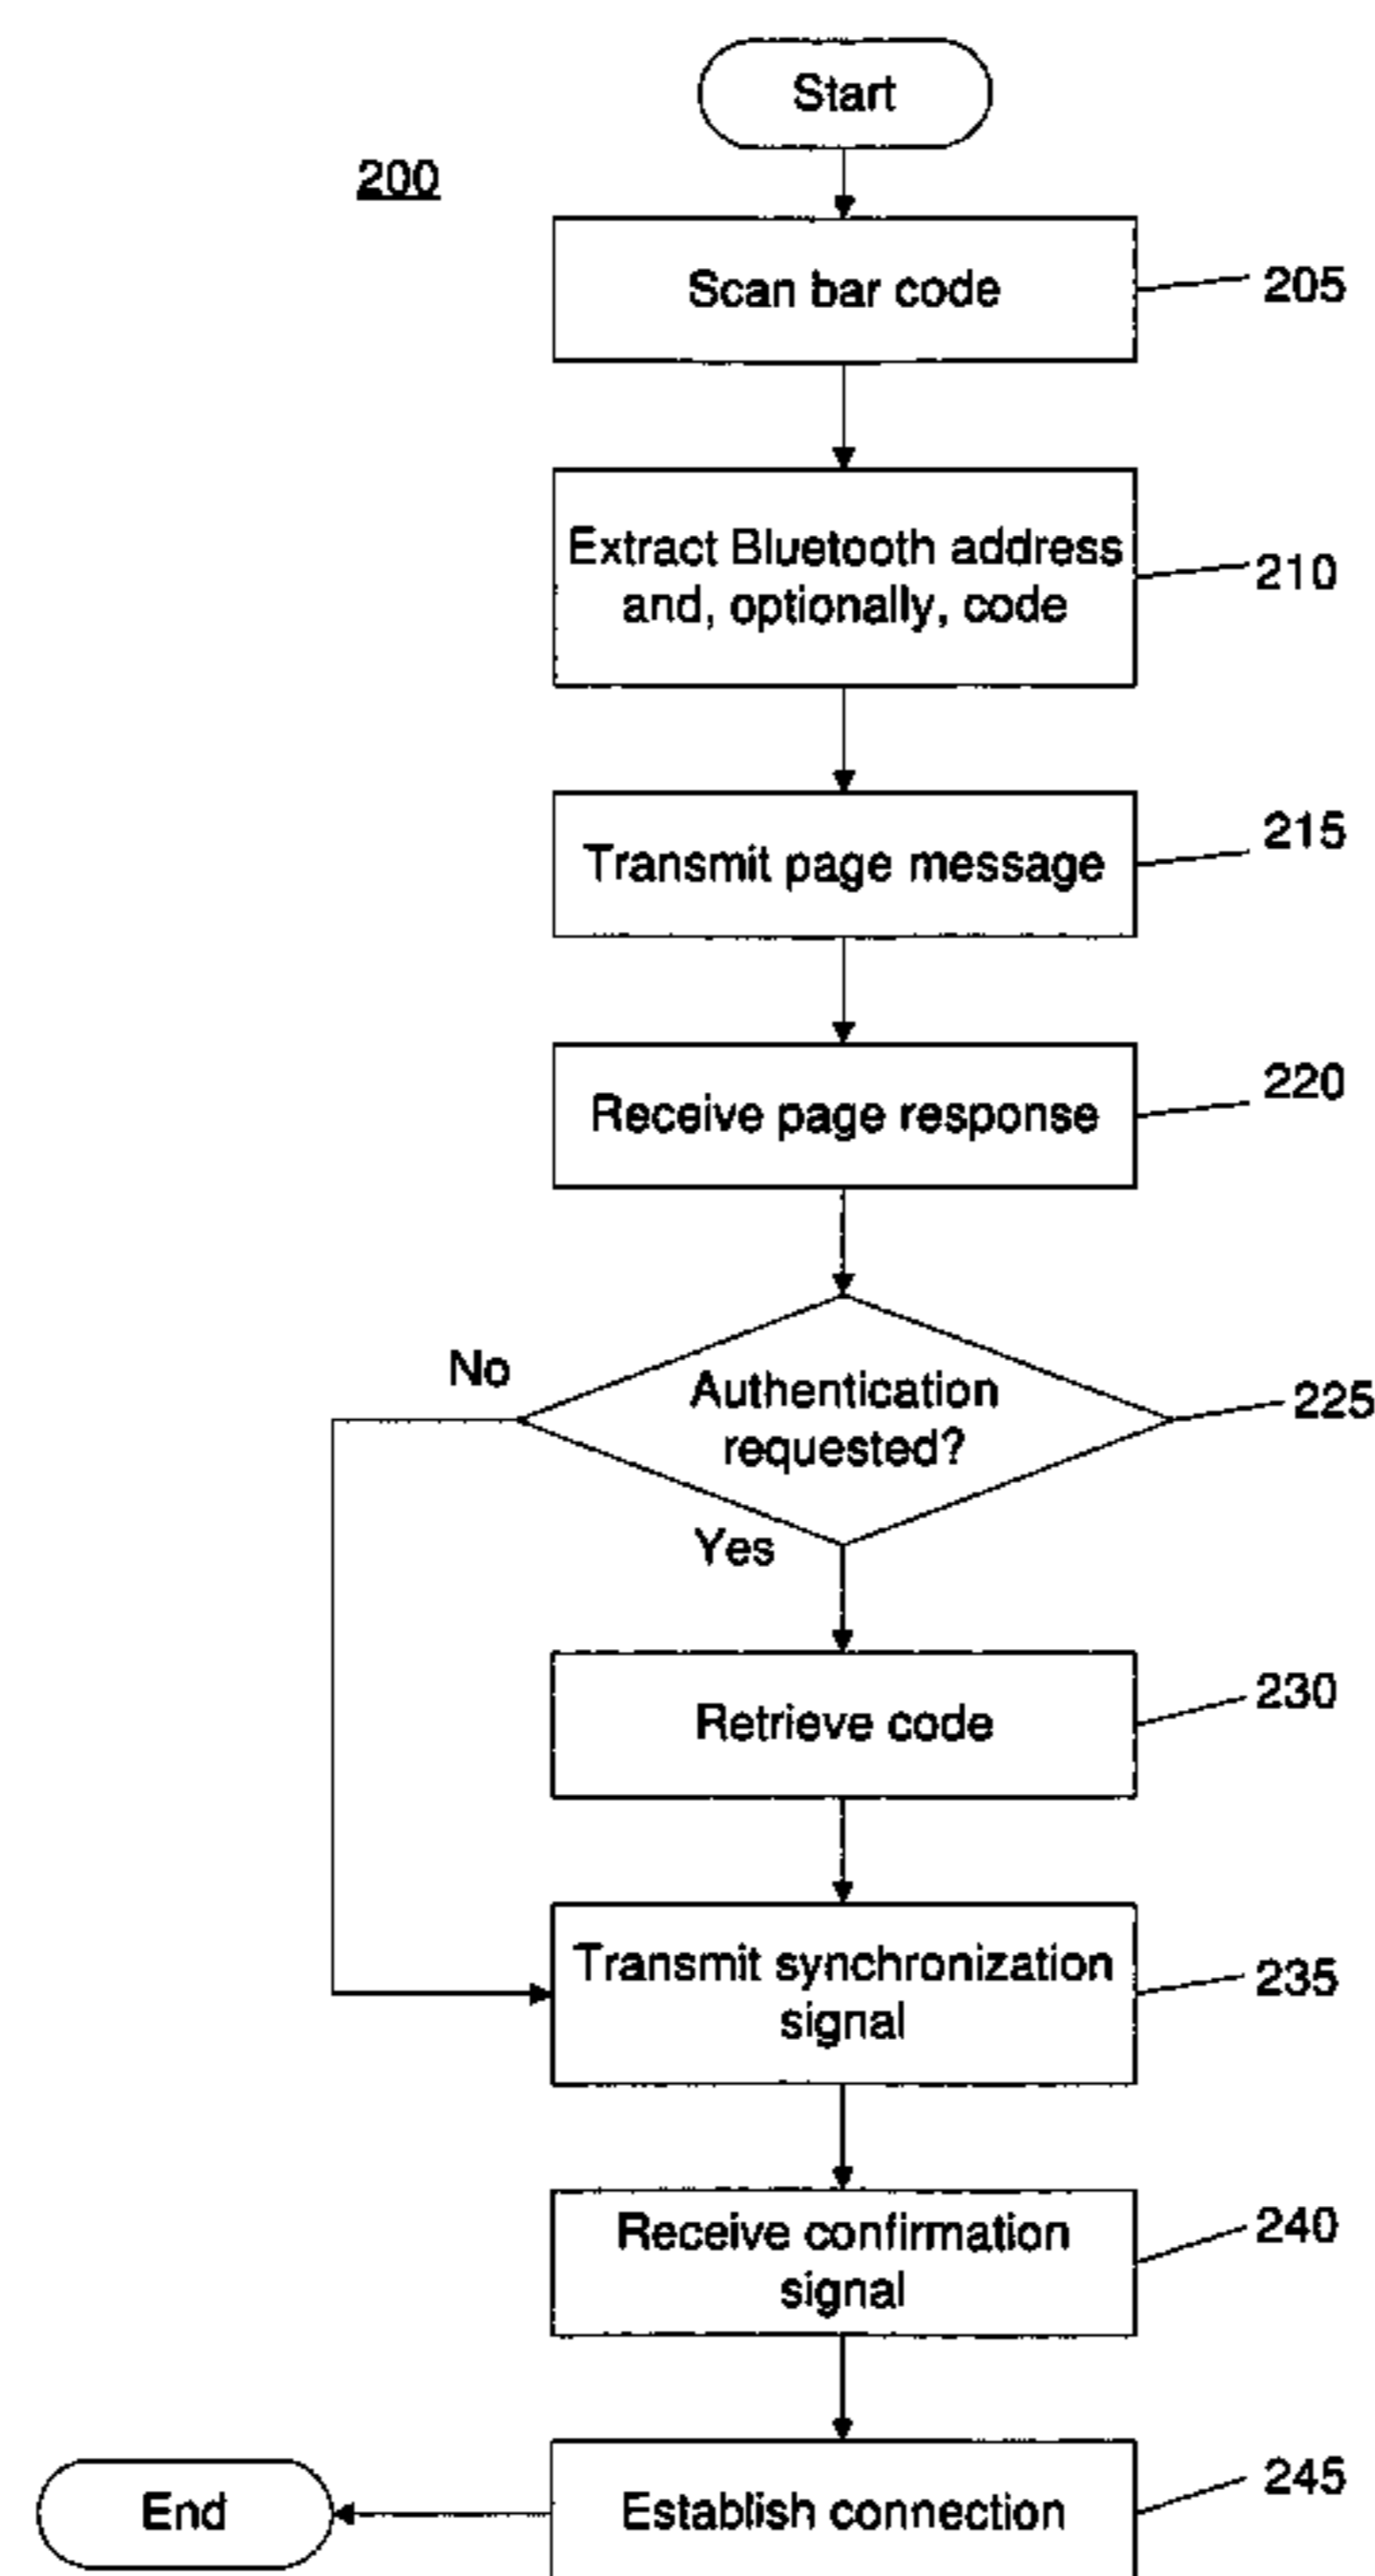 Start
200
Scan bar code
205
Extract Bluetooth address
and, optionally, code
210
Transmit page message
215
Receive page response
220
No
Authentication
requested?
225
Yes
Retrieve code
230
Transmit synchronization
signal
235
Receive confirmation
signal
240
End
Establish connection
245